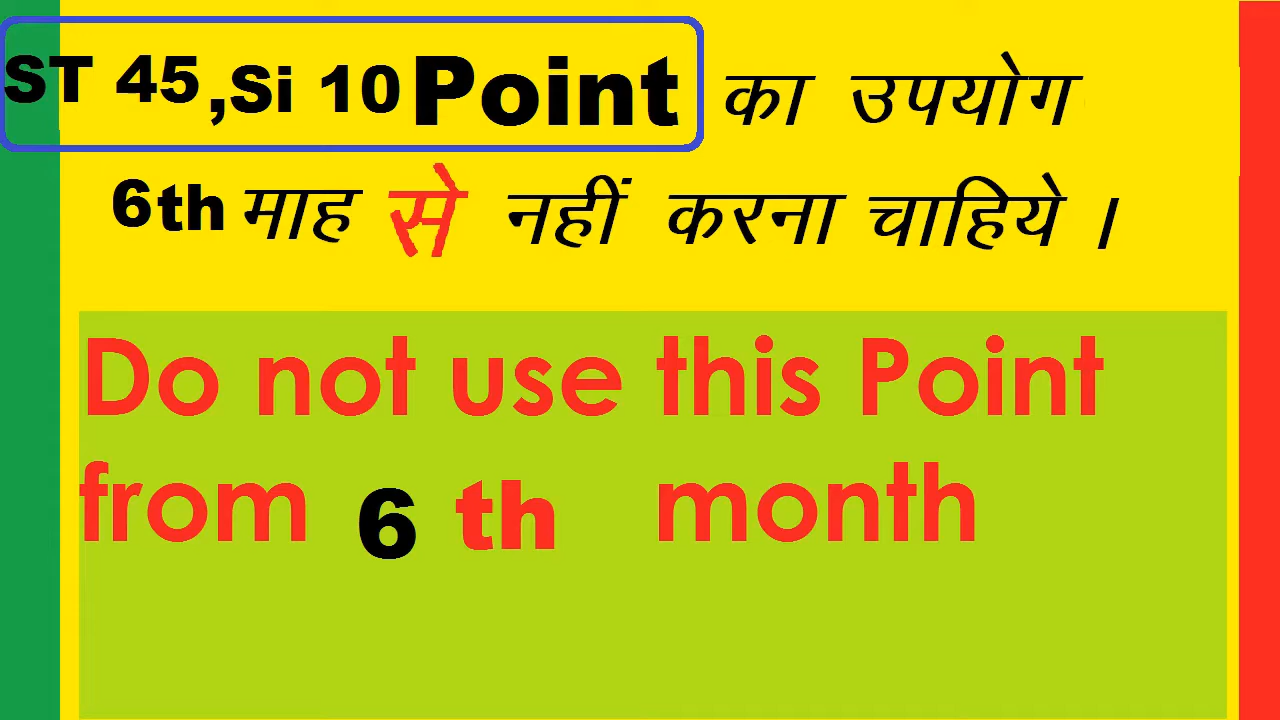 ST 45,Si 10 Point का उपयोग
6th माह से नहीं करना चाहिये ।
Do not use this Point
from 6 th month